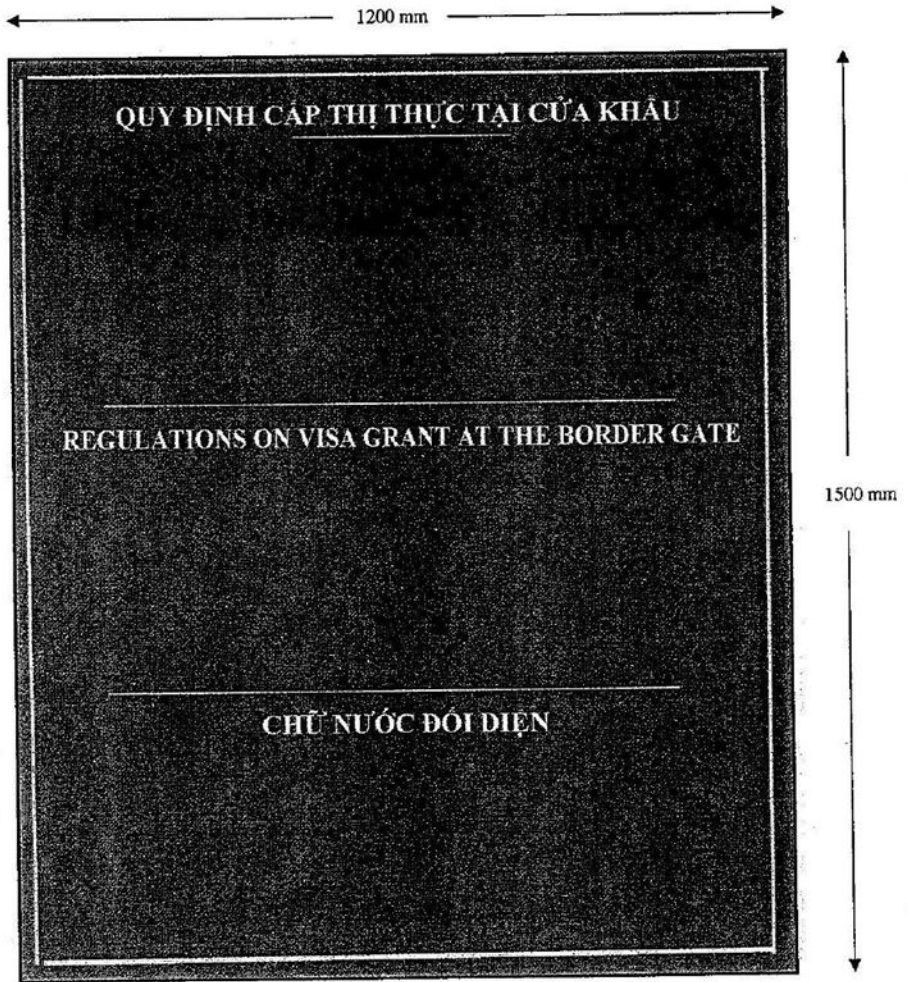 1200 mm
QUY ĐỊNH CẤP THỊ THỰC TẠI CỬA KHẨU
REGULATIONS ON VISA GRANT AT THE BORDER GATE
1500 mm
CHỮ NƯỚC ĐỐI DIỆN